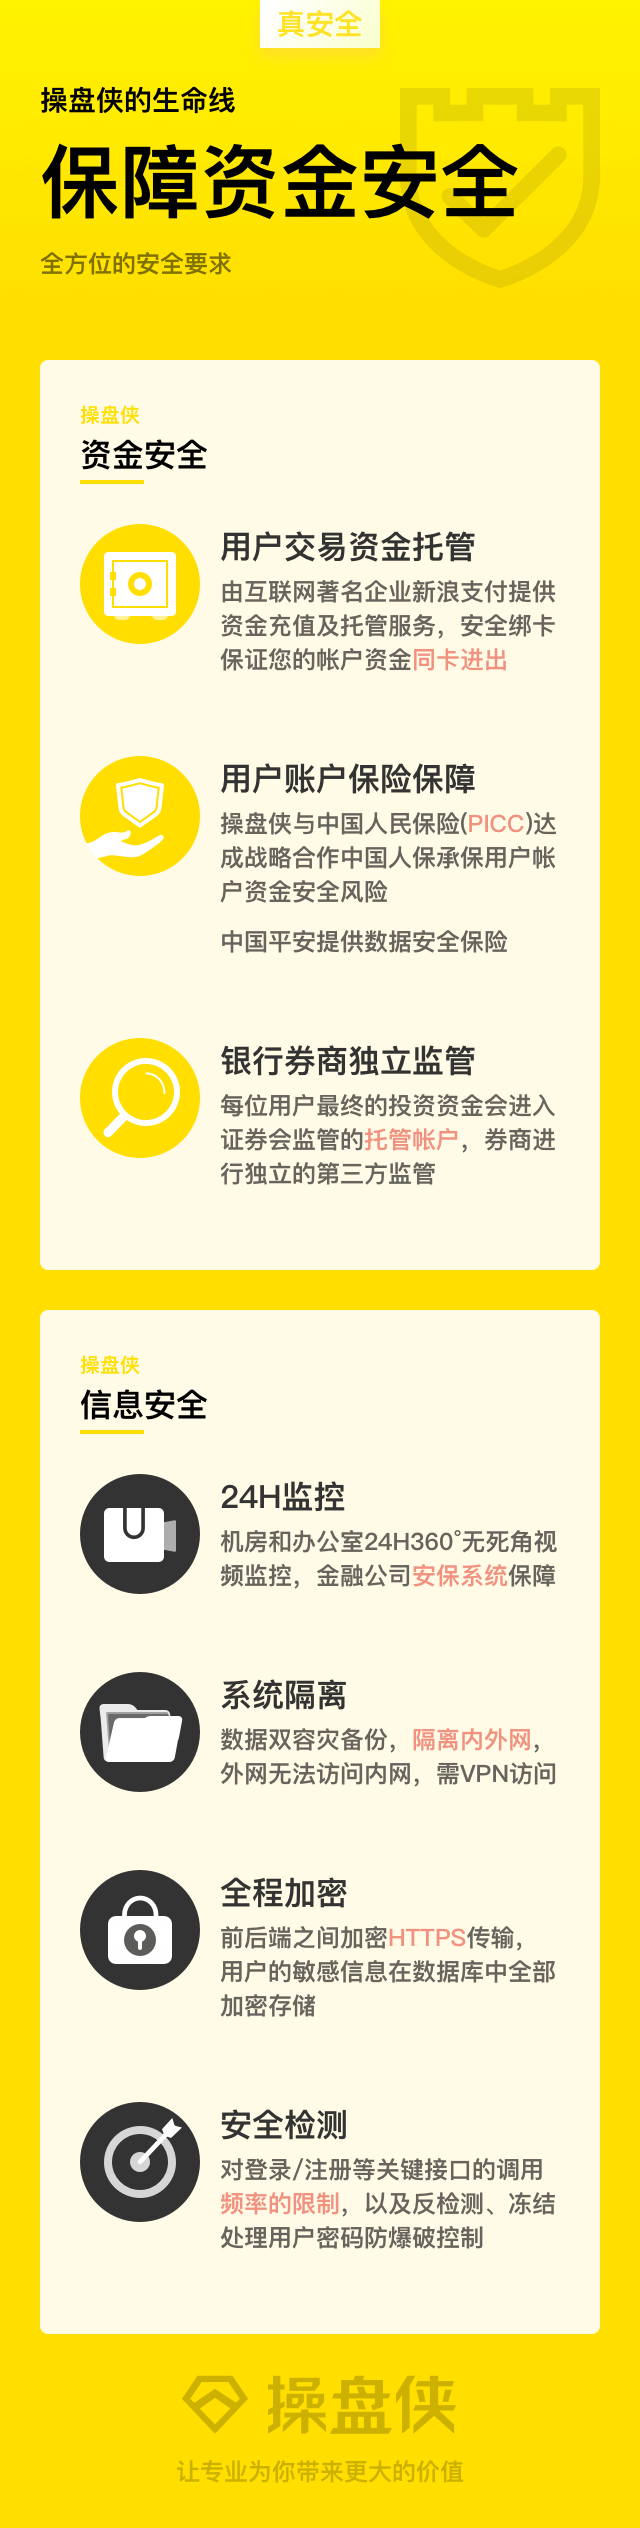 真安全
操盘侠的生命线
保障资金安全
全方位的安全要求
操盘侠
资金安全
用户交易资金托管
由互联网著名企业新浪支付提供
资金充值及托管服务，安全绑卡
保证您的帐户资金同卡进出
用户账户保险保障
操盘侠与中国人民保险(PICC)达
成战略合作中国人保承保用户帐
户资金安全风险
中国平安提供数据安全保险
银行券商独立监管
每位用户最终的投资资金会进入
证券会监管的托管帐户，券商进
行独立的第三方监管
操盘侠
信息安全
24H监控
机房和办公室24H360°无死角视
频监控，金融公司安保系统保障
系统隔离
数据双容灾备份，隔离内外网，
外网无法访问内网，需VPN访问
全程加密
前后端之间加密HTTPS传输，
用户的敏感信息在数据库中全部
加密存储
安全检测
对登录/注册等关键接口的调用
频率的限制，以及反检测、冻结
处理用户密码防爆破控制
操盘侠
让专业为你带来更大的价值